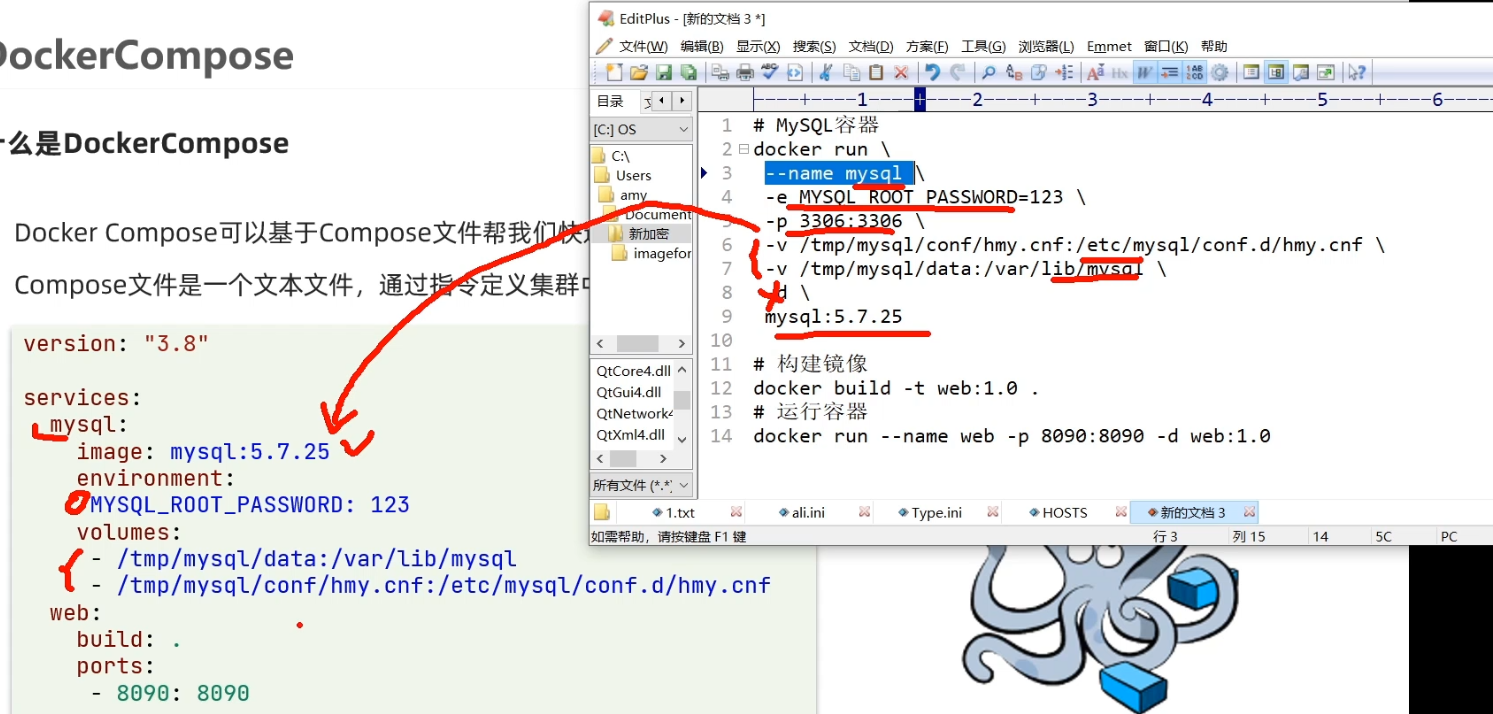 DockerCompose
什么是DockerCompose
Docker Compose可以基于Compose文件帮我们快
Compose文件是一个文本文件，通过指令定义集群中
version: "3.8"
services:
mysql:
image: mysql:5.7.25
environment:
MYSQL_ROOT_PASSWORD: 123
volumes:
- /tmp/mysql/data:/var/lib/mysql
- /tmp/mysql/conf/hmy.cnf:/etc/mysql/conf.d/hmy.cnf
web:
build: .
ports:
- 8090: 8090
EditPlus - [新的文档 3 *]
文件(W) 编辑(B) 显示(X) 搜索(S) 文档(D) 方案(F) 工具(G) 浏览器(L) Emmet 窗口(K) 帮助
目录
[C:] OS
C:\
Users
amy
Document
新加密
imagefor
QtCore4.dll
QtGui4.dll
QtNetwork4
QtXml4.dll
所有文件 (*.*)
----+----1----+----2----+----3----+----4----+----5----+----6----
1 # MySQL容器
2 docker run \
3 --name mysql \
4 -e MYSQL_ROOT_PASSWORD=123 \
5 -p 3306:3306 \
6 -v /tmp/mysql/conf/hmy.cnf:/etc/mysql/conf.d/hmy.cnf \
7 -v /tmp/mysql/data:/var/lib/mysql \
8 -d \
9 mysql:5.7.25
10
11 # 构建镜像
12 docker build -t web:1.0 .
13 # 运行容器
14 docker run --name web -p 8090:8090 -d web:1.0
1.txt ali.ini Type.ini HOSTS 新的文档 3
如需帮助，请按键盘 F1 键 行 3 列 15 14 5C PC